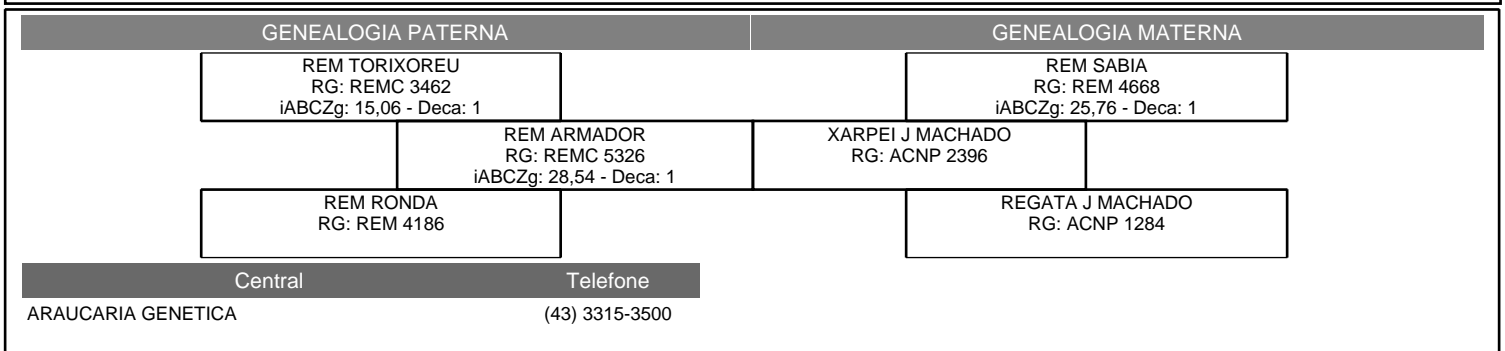 GENEALOGIA PATERNA
GENEALOGIA MATERNA
REM TORIXOREU
RG: REMC 3462
iABCZg: 15,06 - Deca: 1
REM SABIA
RG: REM 4668
iABCZg: 25,76 - Deca: 1
REM ARMADOR
RG: REMC 5326
iABCZg: 28,54 - Deca: 1
XARPEI J MACHADO
RG: ACNP 2396
REM RONDA
RG: REM 4186
REGATA J MACHADO
RG: ACNP 1284
Central Telefone
ARAUCARIA GENETICA (43) 3315-3500